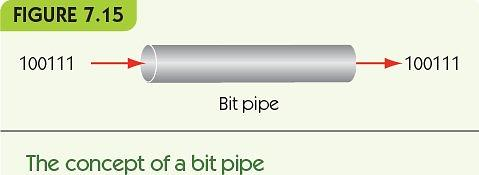 FIGURE 7.15
100111 100111
Bit pipe
The concept of a bit pipe